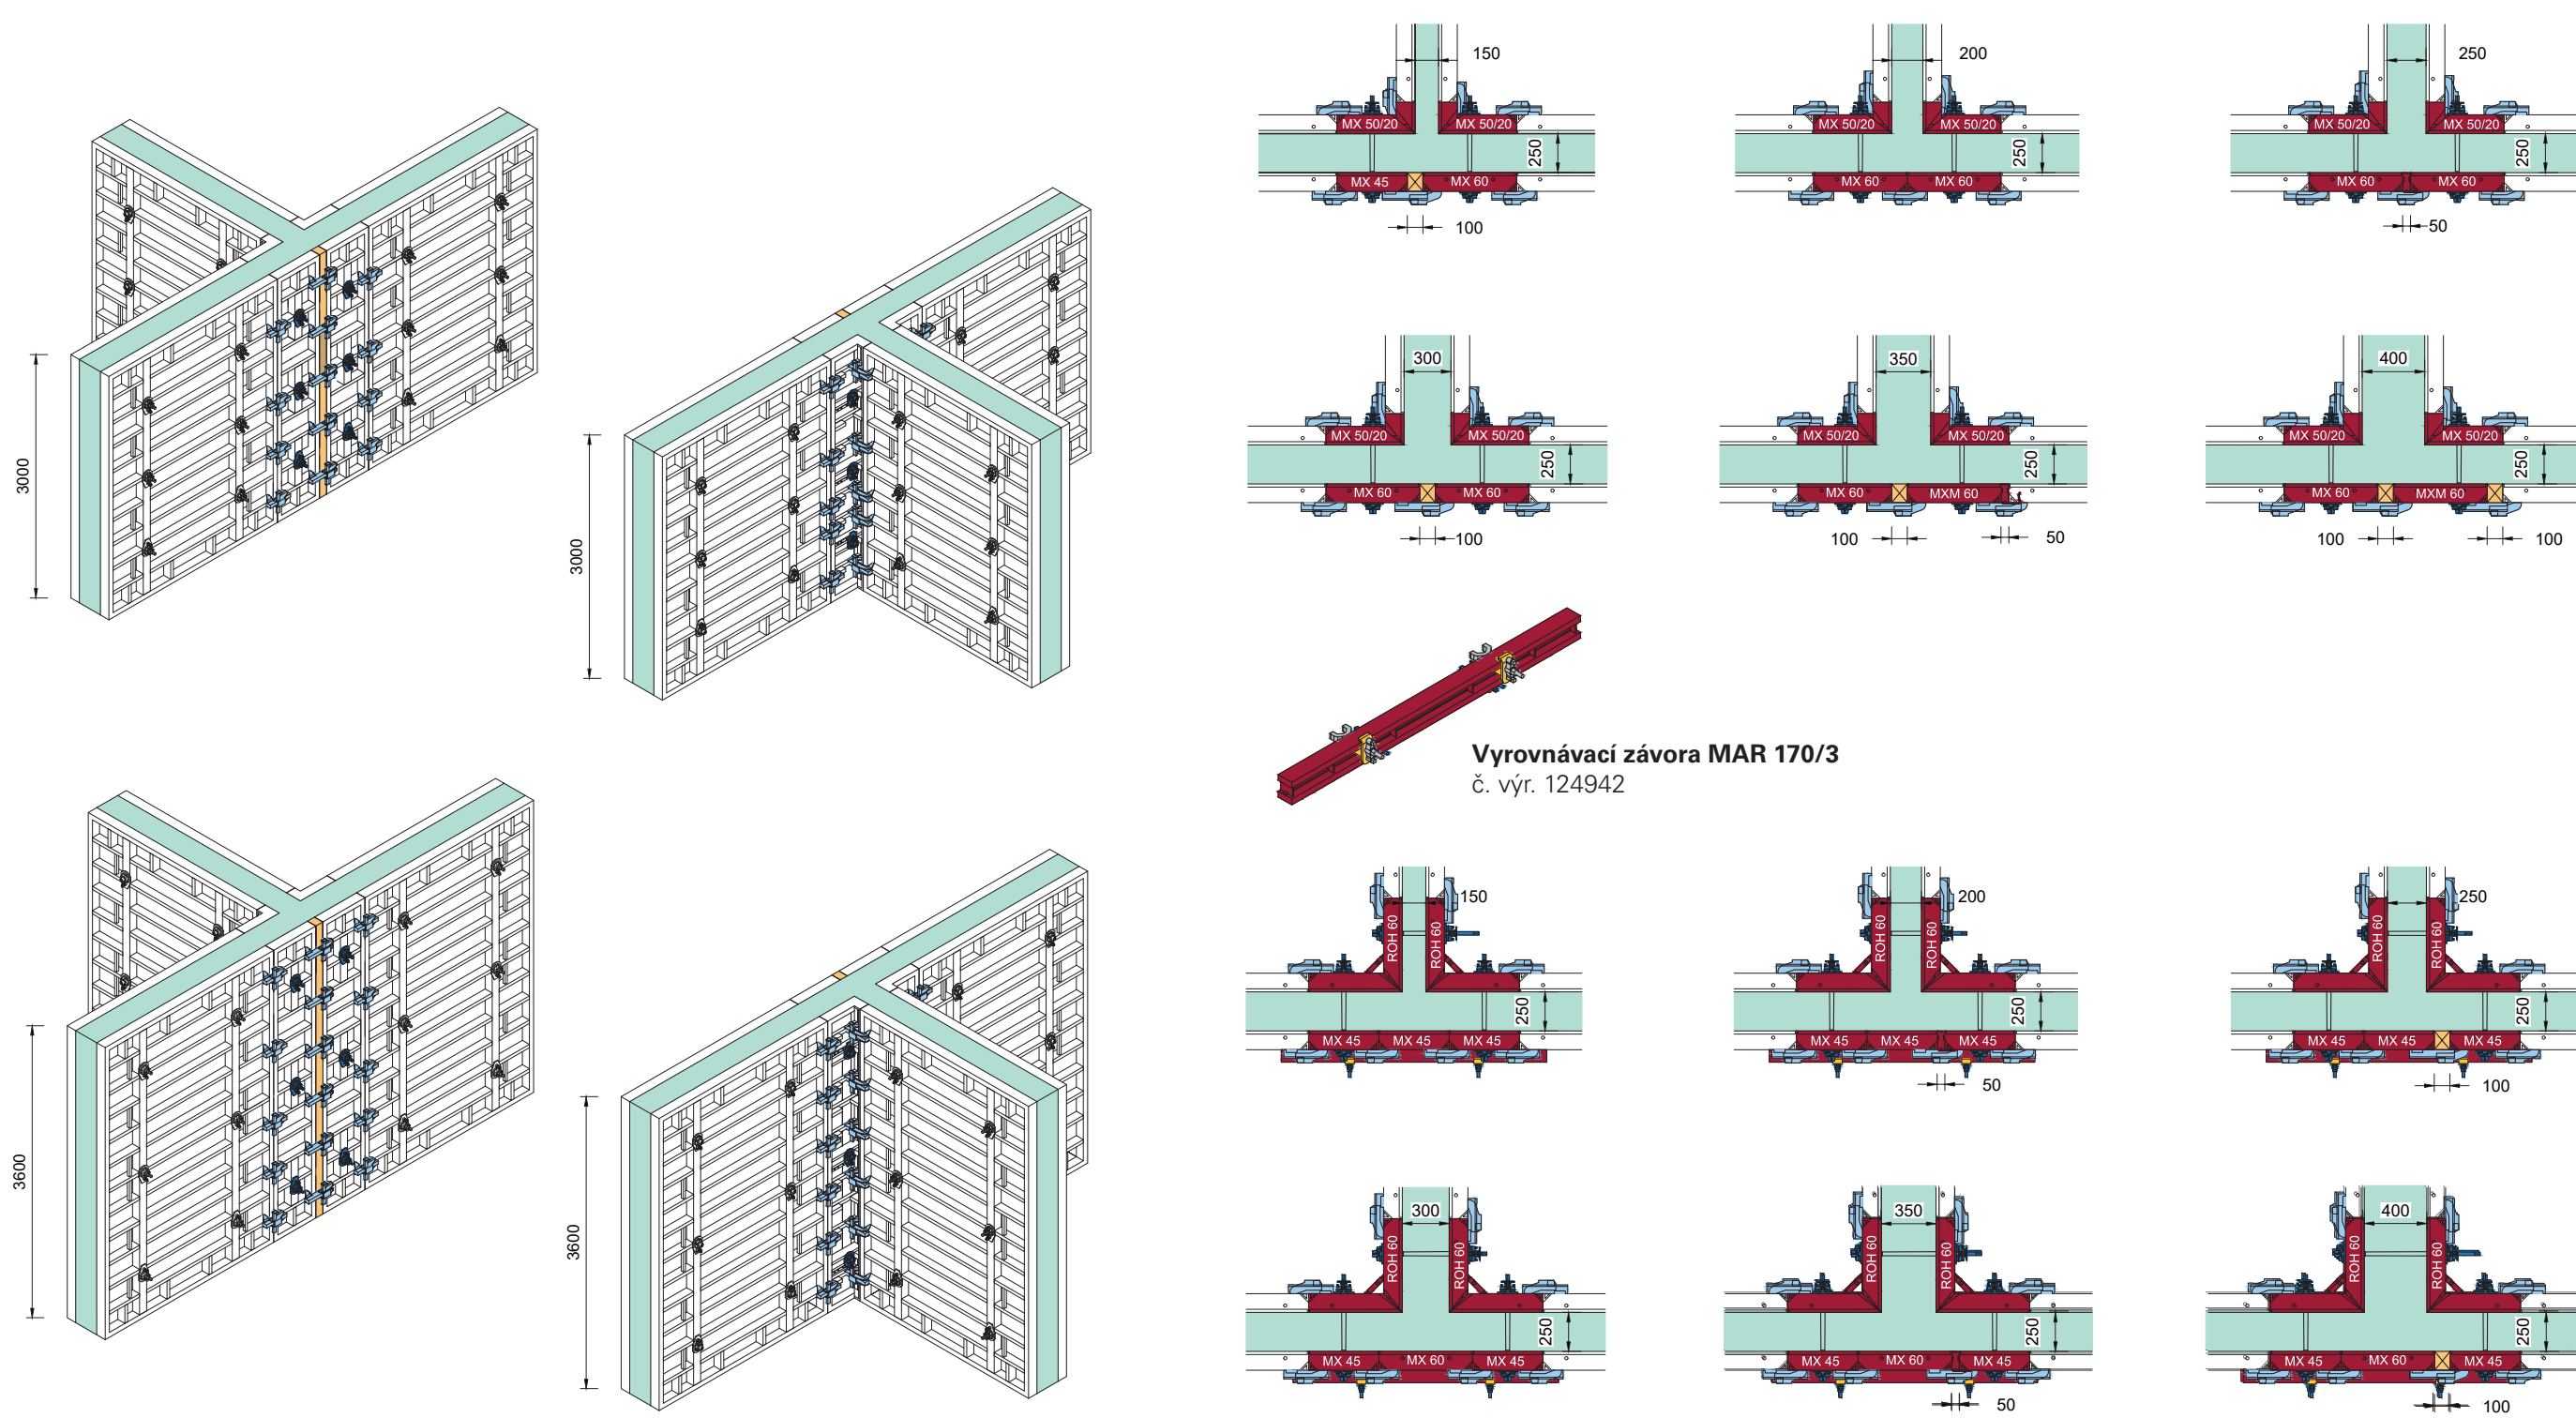 150
MX 50/20 MX 50/20
250
MX 45 MX 60
100
200
MX 50/20 MX 50/20
250
MX 60 MX 60
250
MX 50/20 MX 50/20
250
MX 60 MX 60
50
3000
3000
300
MX 50/20 MX 50/20
250
MX 60 MX 60
100
350
MX 50/20 MX 50/20
250
MX 60 MXM 60
100 50
400
MX 50/20 MX 50/20
250
MX 60 MXM 60
100 100
Vyrovnávací závora MAR 170/3
č. výr. 124942
150
ROH 60 ROH 60
250
MX 45 MX 45 MX 45
200
ROH 60 ROH 60
250
MX 45 MX 45 MX 45
50
250
ROH 60 ROH 60
250
MX 45 MX 45 MX 45
100
3600
3600
300
ROH 60 ROH 60
250
MX 45 MX 60 MX 45
350
ROH 60 ROH 60
250
MX 45 MX 60 MX 45
50
400
ROH 60 ROH 60
250
MX 45 MX 60 MX 45
100